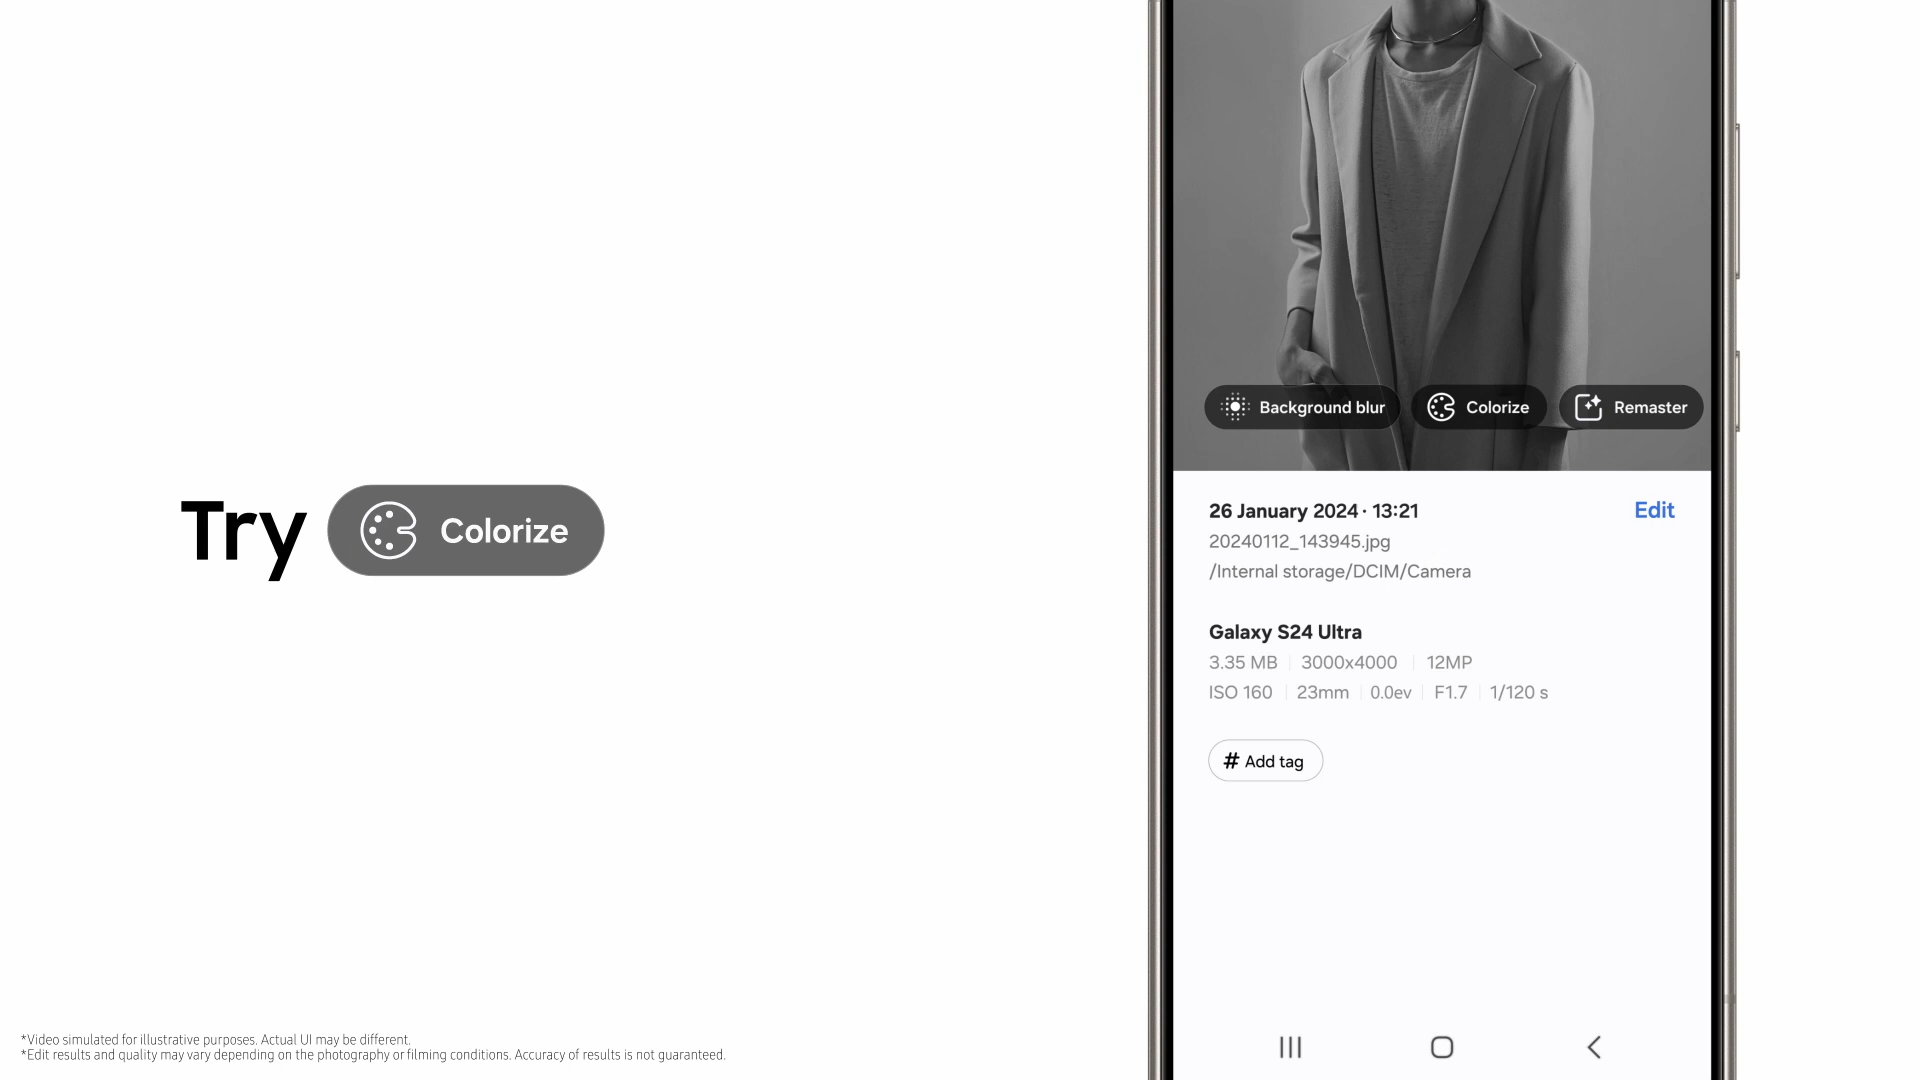 Try Colorize
Background blur Colorize Remaster
26 January 2024 · 13:21 Edit
20240112_143945.jpg
/Internal storage/DCIM/Camera
Galaxy S24 Ultra
3.35 MB | 3000x4000 | 12MP
ISO 160 | 23mm | 0.0ev | F1.7 | 1/120 s
# Add tag
*Video simulated for illustrative purposes. Actual UI may be different.
*Edit results and quality may vary depending on the photography or filming conditions. Accuracy of results is not guaranteed.